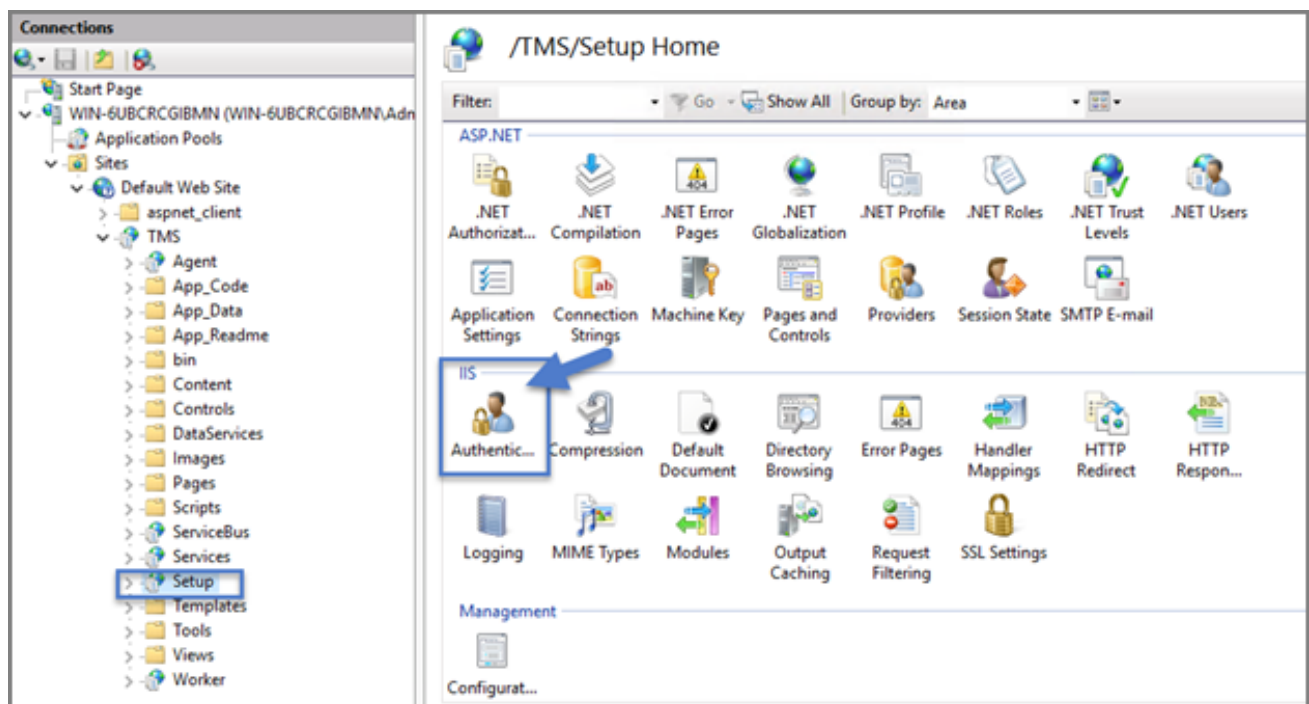 Connections
Start Page
WIN-6UBCRCGIBMN (WIN-6UBCRCGIBMN\Adn
Application Pools
Sites
Default Web Site
aspnet_client
TMS
Agent
App_Code
App_Data
App_Readme
bin
Content
Controls
DataServices
Images
Pages
Scripts
ServiceBus
Services
Setup
Templates
Tools
Views
Worker
/TMS/Setup Home
Filter: Go Show All Group by: Area
ASP.NET
.NET Authorizat...
.NET Compilation
.NET Error Pages
.NET Globalization
.NET Profile
.NET Roles
.NET Trust Levels
.NET Users
Application Settings
Connection Strings
Machine Key
Pages and Controls
Providers
Session State
SMTP E-mail
IIS
Authentic...
Compression
Default Document
Directory Browsing
Error Pages
Handler Mappings
HTTP Redirect
HTTP Respon...
Logging
MIME Types
Modules
Output Caching
Request Filtering
SSL Settings
Management
Configurat...